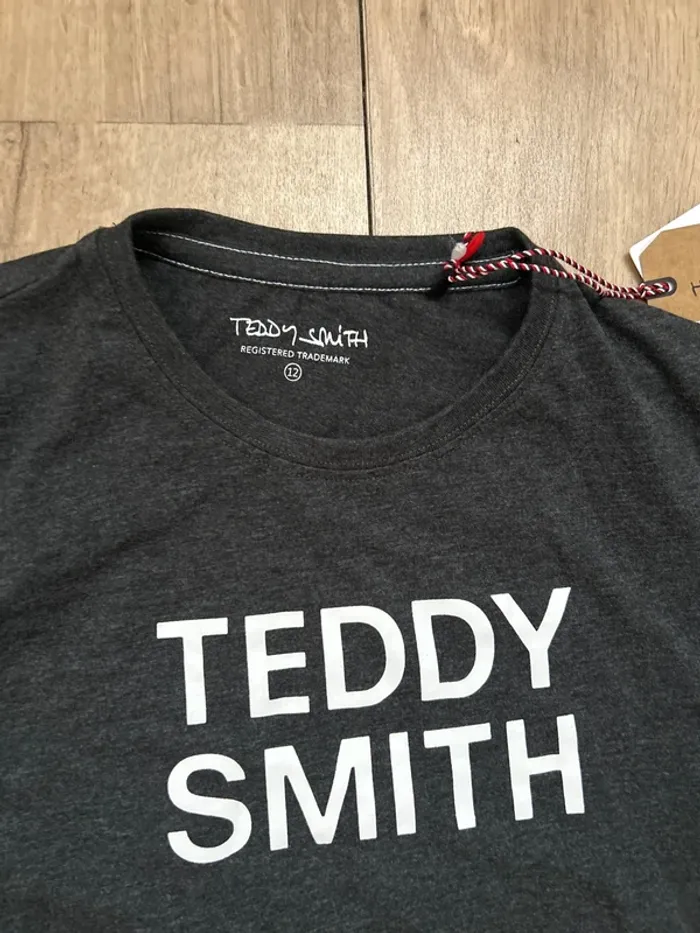 TEDDY SMiTH
REGISTERED TRADEMARK
12
TEDDY
SMITH